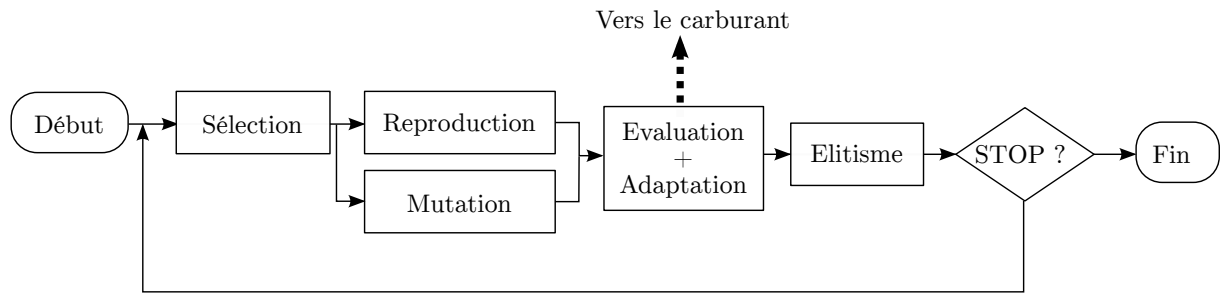 Vers le carburant
Début
Sélection
Reproduction
Mutation
Evaluation
+
Adaptation
Elitisme
STOP ?
Fin